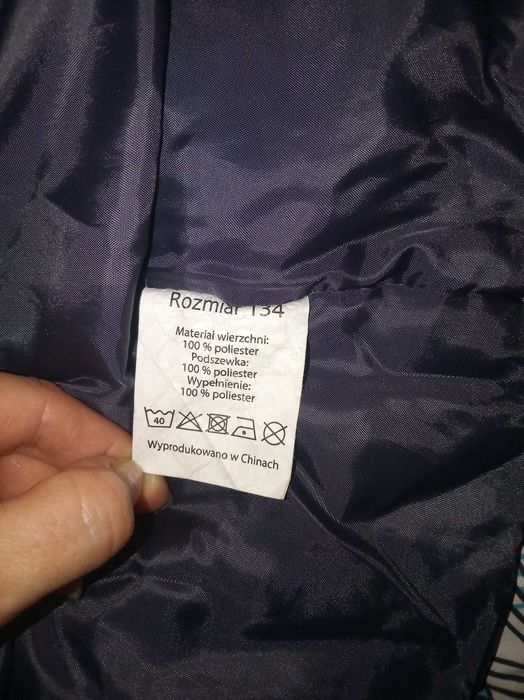 Rozmiar 134
Materiał wierzchni:
100 % poliester
Podszewka:
100 % poliester
Wypełnienie:
100 % poliester
40
Wyprodukowano w Chinach